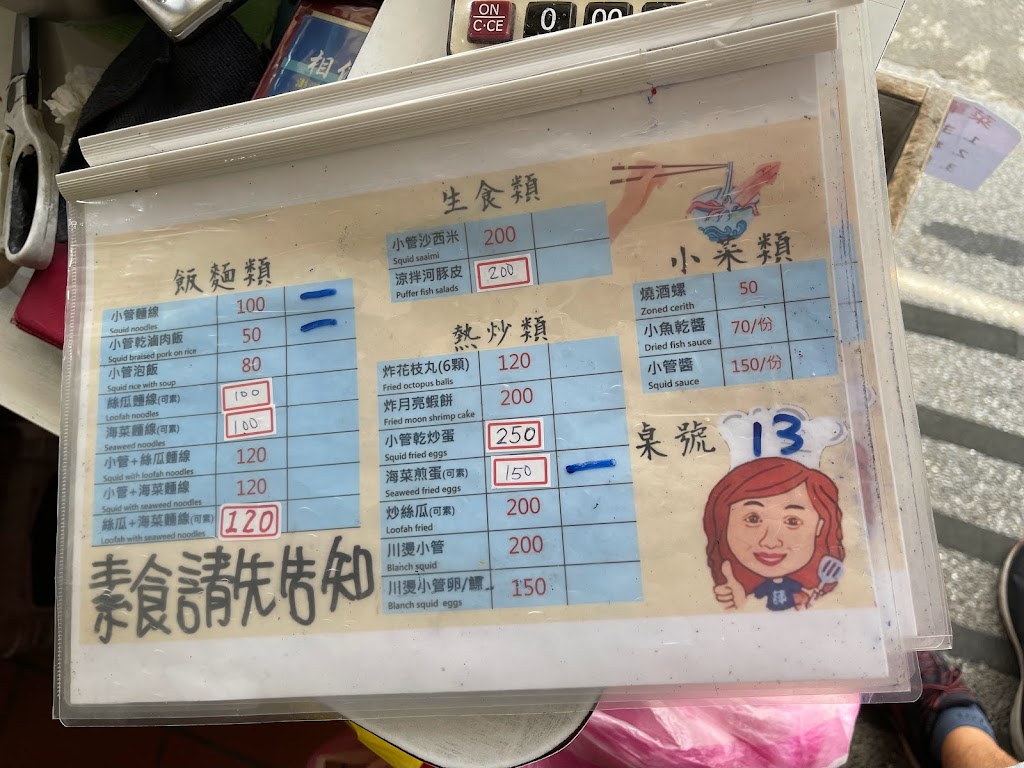 ON
C·CE
0
00
相
生食類
小管沙西米 200
Squid saaimi
涼拌河豚皮 200
Puffer fish salads
飯麵類
小管麵線 100 一
Squid noodles
小管乾滷肉飯 50 一
Squid braised pork on rice
小管泡飯 80
Squid rice with soup
絲瓜麵線(可素) 100
Loofah noodles
海菜麵線(可素) 100
Seaweed noodles
小管+絲瓜麵線 120
Squid with loofah noodles
小管+海菜麵線 120
Squid with seaweed noodles
絲瓜+海菜麵線(可素) 120
Loofah with seaweed noodles
素食請先告知
熱炒類
炸花枝丸(6顆) 120
Fried octopus balls
炸月亮蝦餅 200
Fried moon shrimp cake
小管乾炒蛋 250
Squid fried eggs
海菜煎蛋(可素) 150 一
Seaweed fried eggs
炒絲瓜(可素) 200
Loofah fried
川燙小管 200
Blanch squid
川燙小管卵/鰾 150
Blanch squid eggs
小菜類
燒酒螺 50
Zoned cerith
小魚乾醬 70/份
Dried fish sauce
小管醬 150/份
Squid sauce
桌號 13